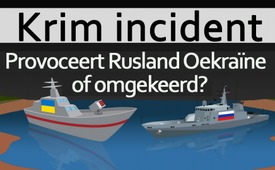 Krim incident
Provoceert Rusland Oekraïne
of omgekeerd?